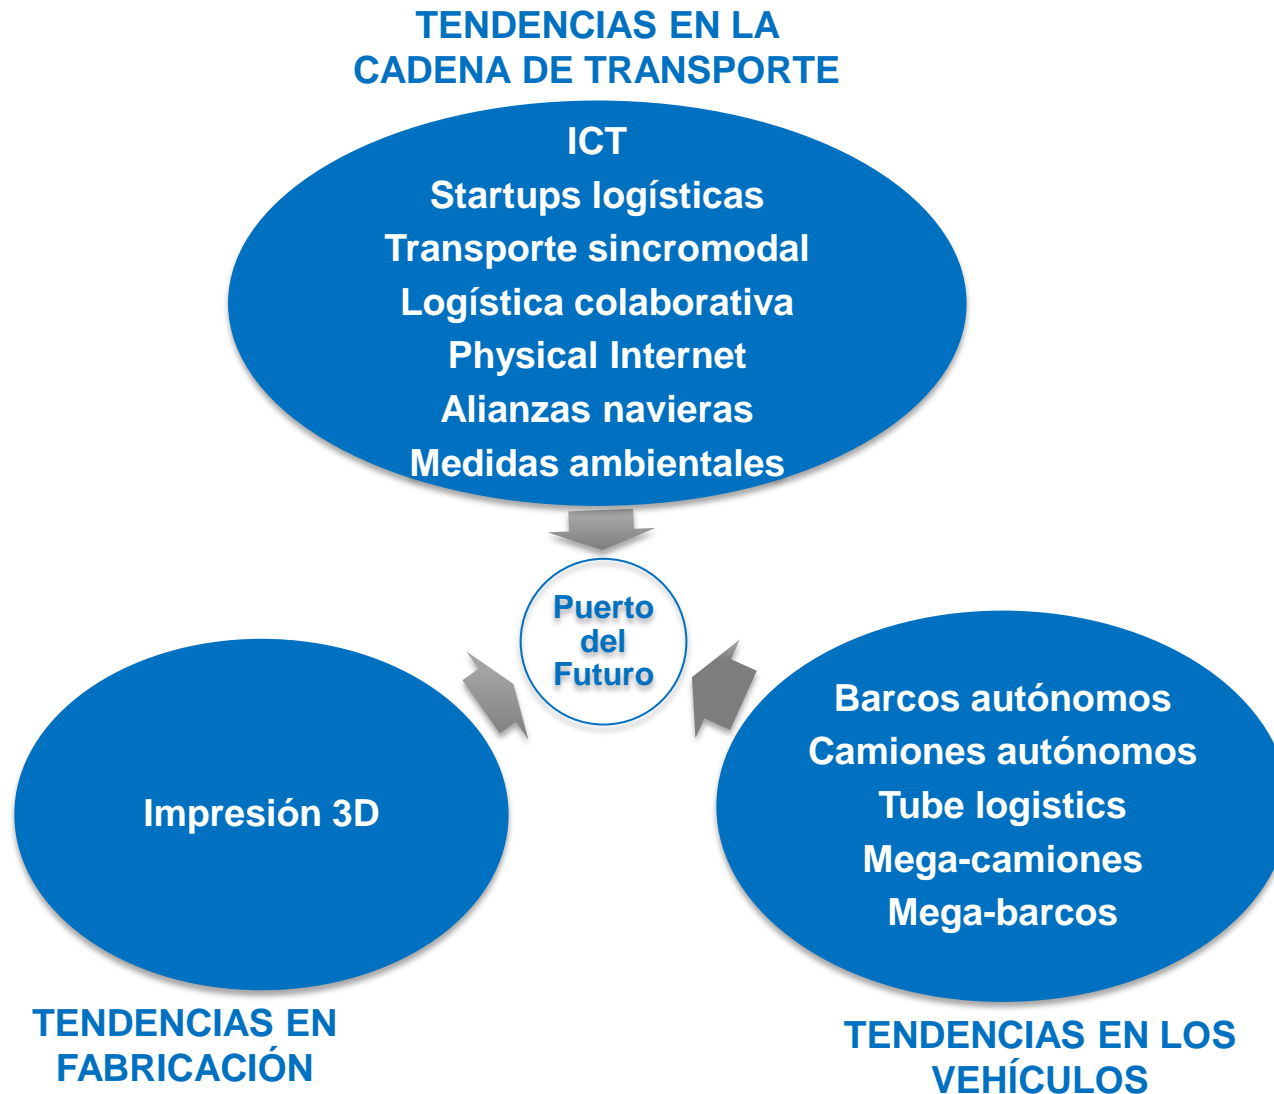 TENDENCIAS EN LA
CADENA DE TRANSPORTE
ICT
Startups logísticas
Transporte sincromodal
Logística colaborativa
Physical Internet
Alianzas navieras
Medidas ambientales
Puerto
del
Futuro
Impresión 3D
TENDENCIAS EN
FABRICACIÓN
Barcos autónomos
Camiones autónomos
Tube logistics
Mega-camiones
Mega-barcos
TENDENCIAS EN LOS
VEHÍCULOS